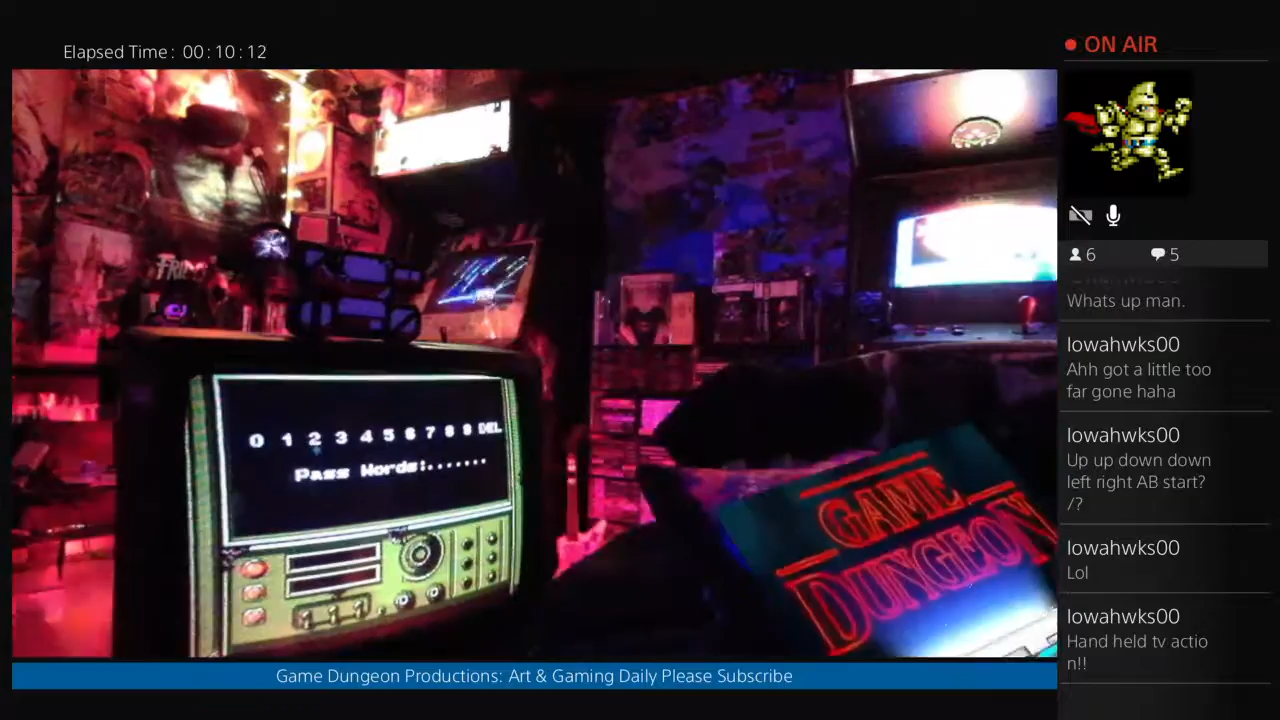 Elapsed Time: 00:10:12
ON AIR
6 5
Whats up man.
Iowahwks00
Ahh got a little too
far gone haha
Iowahwks00
Up up down down
left right AB start?
/?
Iowahwks00
Lol
Iowahwks00
Hand held tv actio
n!!
0 1 2 3 4 5 6 7 8 9 DEL
Pass Words:.......
GAME
DUNGEON
Game Dungeon Productions: Art & Gaming Daily Please Subscribe